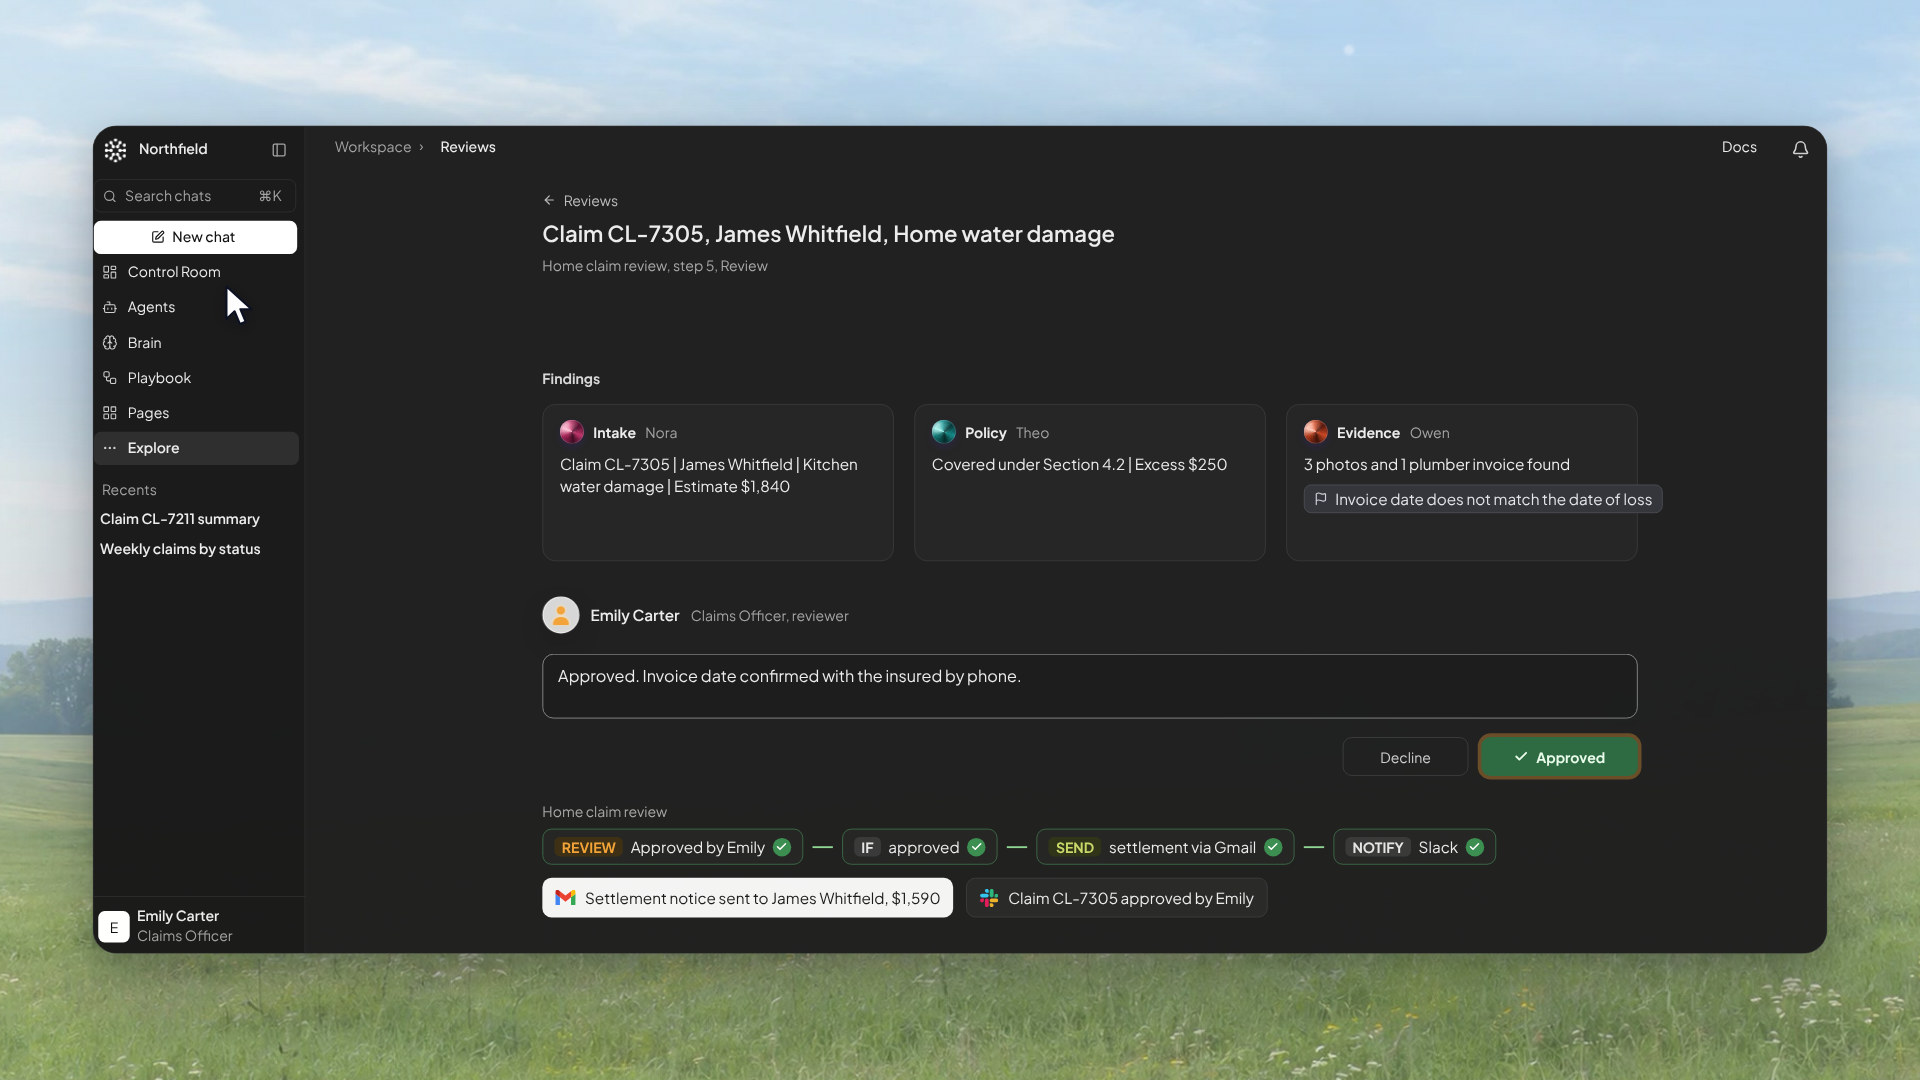 Northfield
Search chats ⌘K
New chat
Control Room
Agents
Brain
Playbook
Pages
Explore
Recents
Claim CL-7211 summary
Weekly claims by status
E
Emily Carter
Claims Officer
Workspace › Reviews
Docs
← Reviews
Claim CL-7305, James Whitfield, Home water damage
Home claim review, step 5, Review
Findings
Intake Nora
Claim CL-7305 | James Whitfield | Kitchen
water damage | Estimate $1,840
Policy Theo
Covered under Section 4.2 | Excess $250
Evidence Owen
3 photos and 1 plumber invoice found
Invoice date does not match the date of loss
Emily Carter Claims Officer, reviewer
Approved. Invoice date confirmed with the insured by phone.
Decline
Approved
Home claim review
REVIEW Approved by Emily
IF approved
SEND settlement via Gmail
NOTIFY Slack
Settlement notice sent to James Whitfield, $1,590
Claim CL-7305 approved by Emily